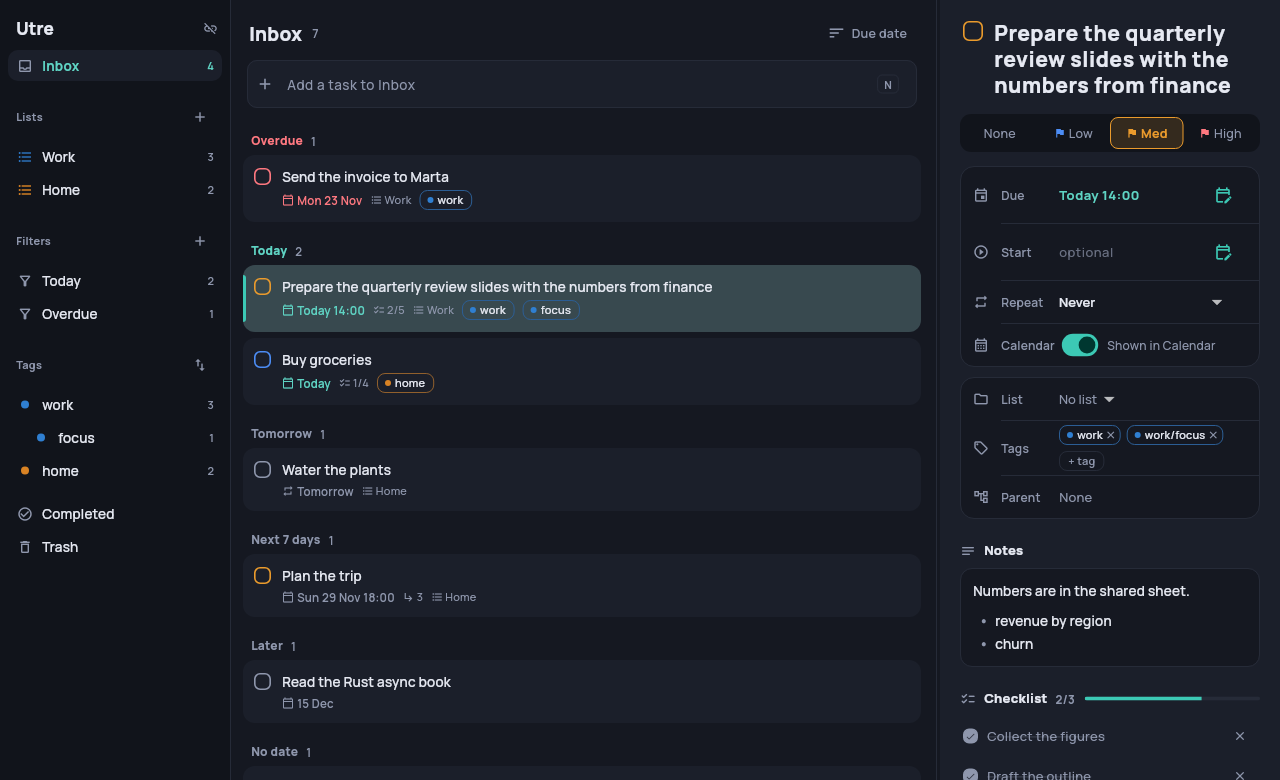 Utre
Inbox 4
Lists
Work 3
Home 2
Filters
Today 2
Overdue 1
Tags
work 3
focus 1
home 2
Completed
Trash
Inbox 7
Due date
Add a task to Inbox N
Overdue 1
Send the invoice to Marta
Mon 23 Nov Work work
Today 2
Prepare the quarterly review slides with the numbers from finance
Today 14:00 2/5 Work work focus
Buy groceries
Today 1/4 home
Tomorrow 1
Water the plants
Tomorrow Home
Next 7 days 1
Plan the trip
Sun 29 Nov 18:00 3 Home
Later 1
Read the Rust async book
15 Dec
No date 1
Prepare the quarterly
review slides with the
numbers from finance
None Low Med High
Due Today 14:00
Start optional
Repeat Never
Calendar Shown in Calendar
List No list
Tags work × work/focus ×
+ tag
Parent None
Notes
Numbers are in the shared sheet.
• revenue by region
• churn
Checklist 2/3
Collect the figures
Draft the outline